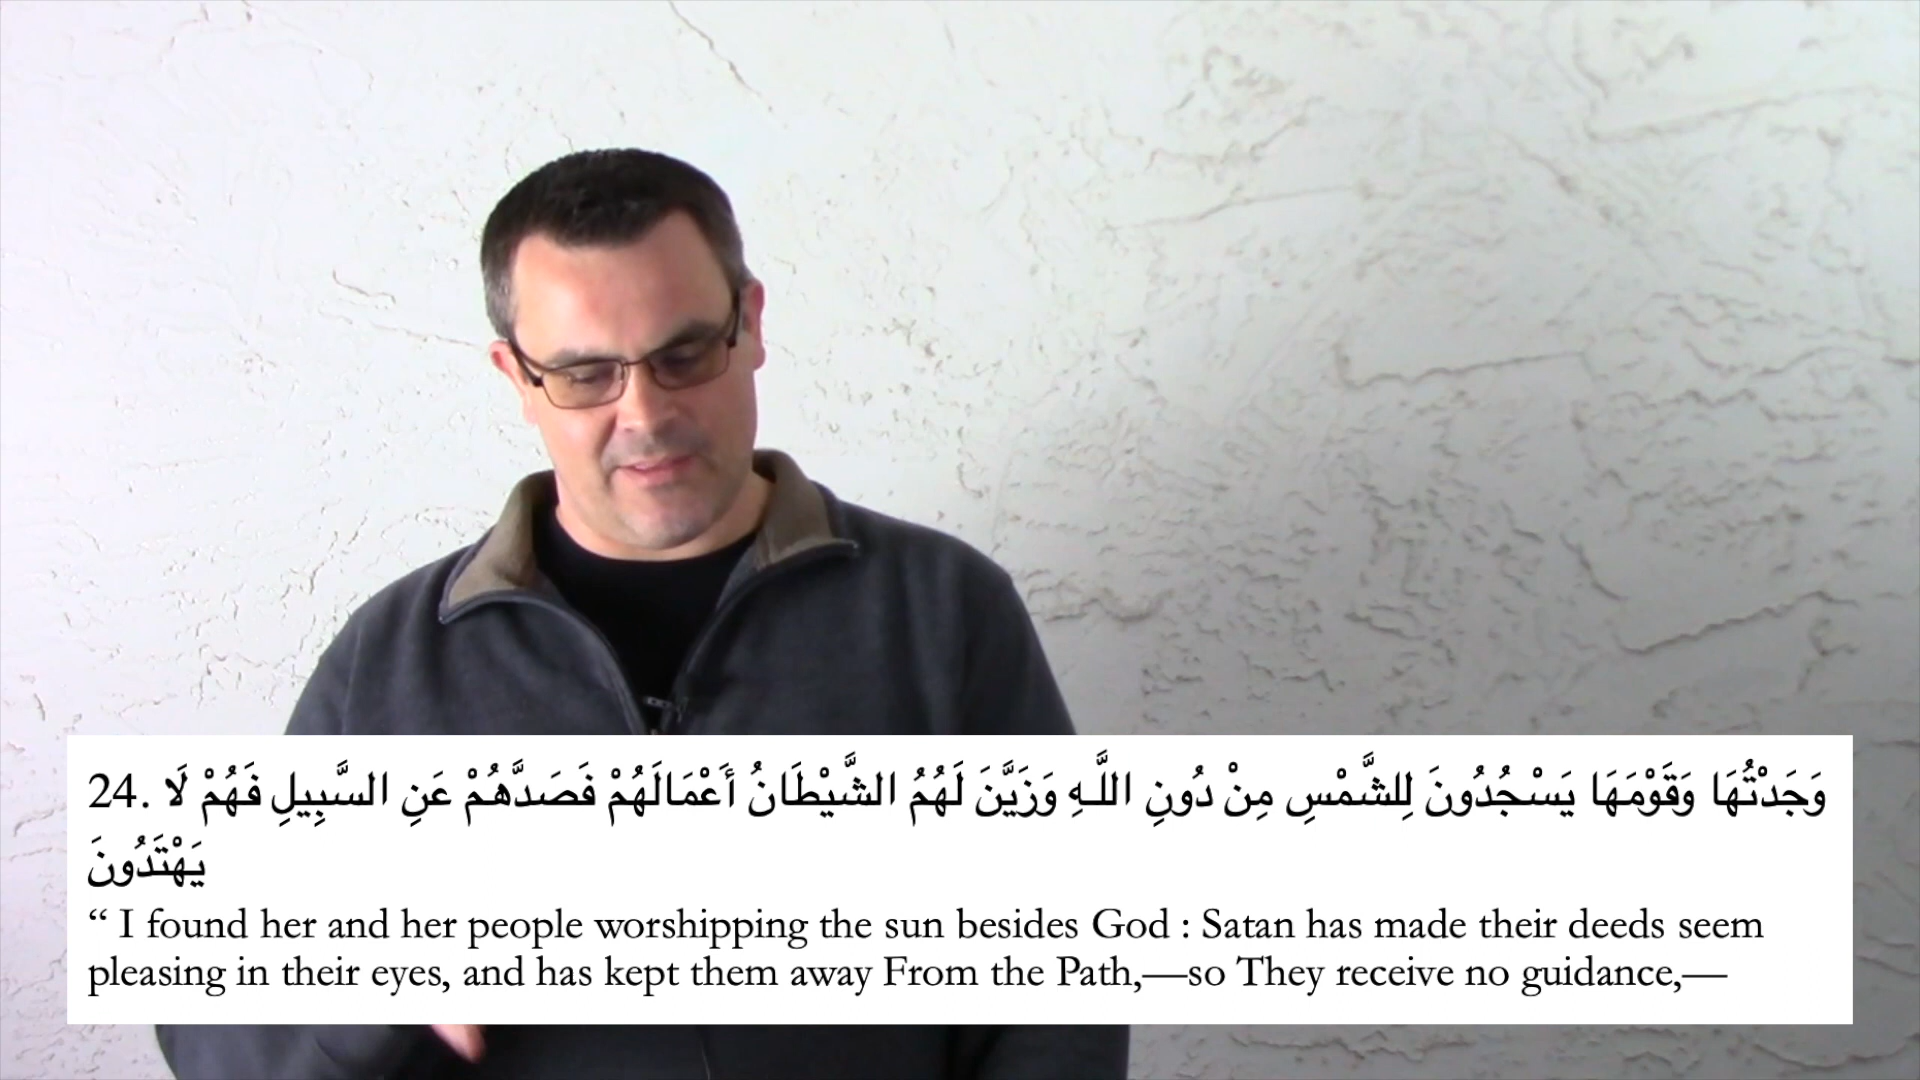 24. وَجَدْتُهَا وَقَوْمَهَا يَسْجُدُونَ لِلشَّمْسِ مِنْ دُونِ اللَّـهِ وَزَيَّنَ لَهُمُ الشَّيْطَانُ أَعْمَالَهُمْ فَصَدَّهُمْ عَنِ السَّبِيلِ فَهُمْ لَا
يَهْتَدُونَ
“ I found her and her people worshipping the sun besides God : Satan has made their deeds seem
pleasing in their eyes, and has kept them away From the Path,—so They receive no guidance,—